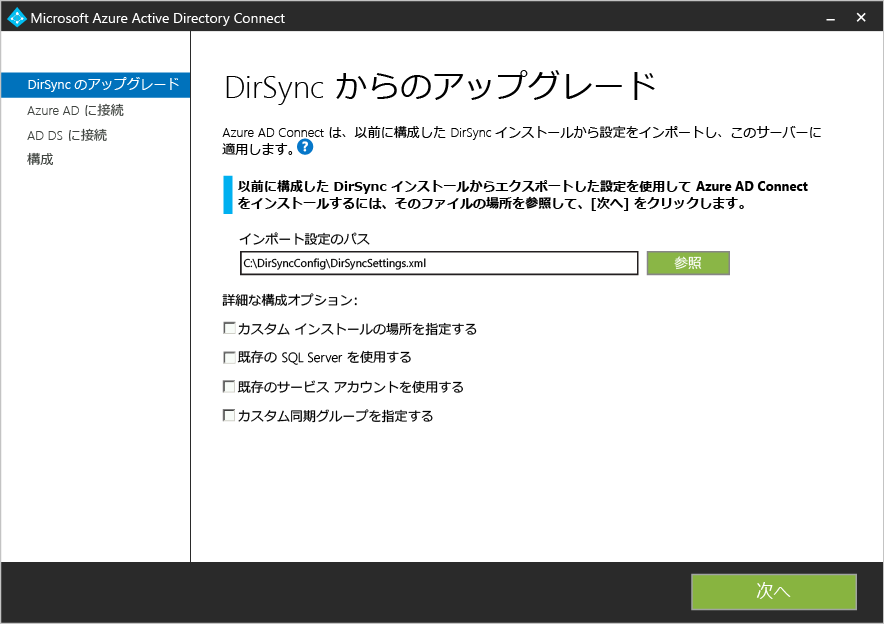 Microsoft Azure Active Directory Connect
DirSync のアップグレード
Azure AD に接続
AD DS に接続
構成
DirSync からのアップグレード
Azure AD Connect は、以前に構成した DirSync インストールから設定をインポートし、このサーバーに
適用します。?
以前に構成した DirSync インストールからエクスポートした設定を使用して Azure AD Connect
をインストールするには、そのファイルの場所を参照して、[次へ] をクリックします。
インポート設定のパス
C:\DirSyncConfig\DirSyncSettings.xml
参照
詳細な構成オプション:
カスタム インストールの場所を指定する
既存の SQL Server を使用する
既存のサービス アカウントを使用する
カスタム同期グループを指定する
次へ